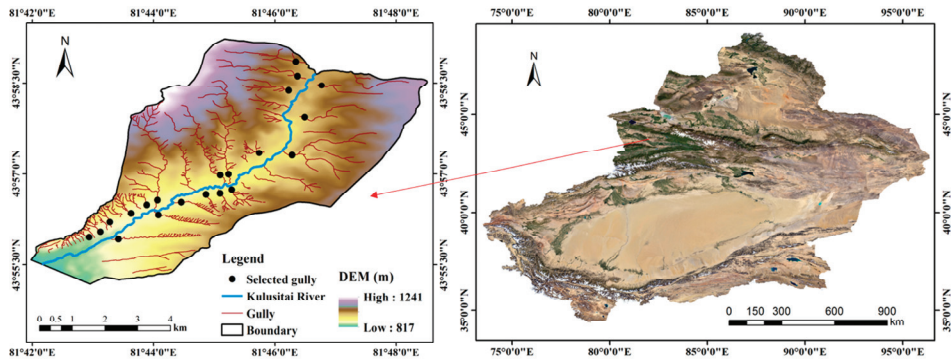 81°42'0"E 81°44'0"E 81°46'0"E 81°48'0"E
N
43°58'30"N
43°57'0"N
43°55'30"N
43°58'30"N
43°57'0"N
43°55'30"N
Legend
Selected gully
Kulusitai River
Gully
Boundary
DEM (m)
High : 1241
Low : 817
0 0.5 1 2 3 4
km
81°42'0"E 81°44'0"E 81°46'0"E 81°48'0"E
75°0'0"E 80°0'0"E 85°0'0"E 90°0'0"E 95°0'0"E
N
45°0'0"N
40°0'0"N
35°0'0"N
45°0'0"N
40°0'0"N
35°0'0"N
0 150 300 600 900
km
75°0'0"E 80°0'0"E 85°0'0"E 90°0'0"E 95°0'0"E